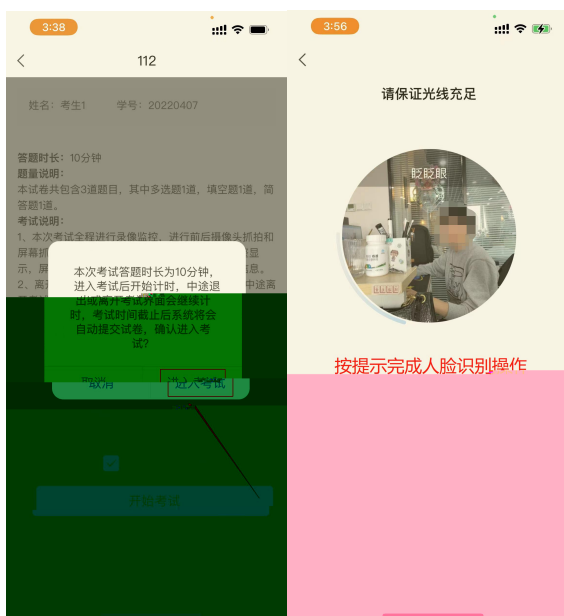 3:38
112
姓名：考生1 学号：20220407
答题时长：10分钟
题量说明：
本试卷共包含3道题目，其中多选题1道，填空题1道，简
答题1道。
考试说明：
1、本次考试全程进行录像监控、进行前后摄像头抓拍和
屏幕抓
示，屏
2、离
本次考试答题时长为10分钟，
进入考试后开始计时，中途退
出或离开考试界面会继续计
时，考试时间截止后系统将会
自动提交试卷，确认进入考
试？
取消 进入考试
开始考试
3:56
请保证光线充足
眨眨眼
按提示完成人脸识别操作